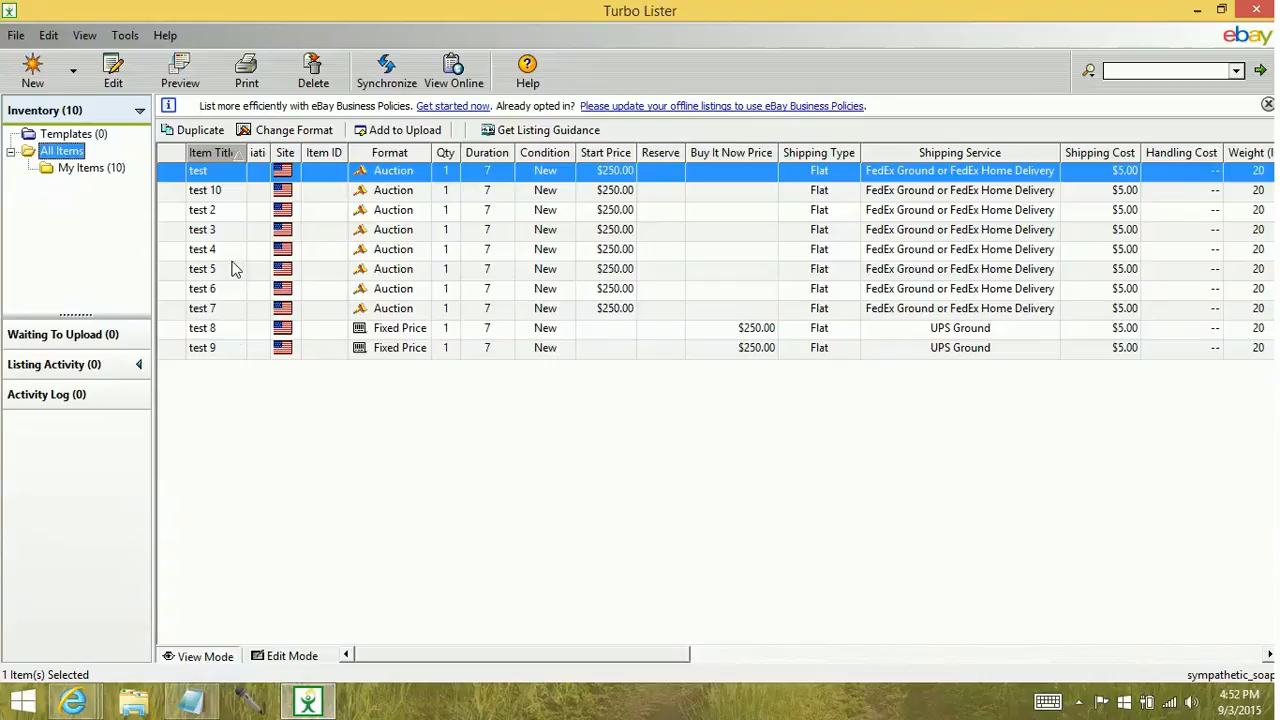 Turbo Lister
File Edit View Tools Help
ebay
New Edit Preview Print Delete Synchronize View Online Help
Inventory (10)
List more efficiently with eBay Business Policies. Get started now. Already opted in? Please update your offline listings to use eBay Business Policies.
Templates (0)
Duplicate Change Format Add to Upload Get Listing Guidance
All Items
My Items (10)
Item Title iati Site Item ID Format Qty Duration Condition Start Price Reserve Buy It Now Price Shipping Type Shipping Service Shipping Cost Handling Cost Weight (l
test Auction 1 7 New $250.00 Flat FedEx Ground or FedEx Home Delivery $5.00 -- 20
test 10 Auction 1 7 New $250.00 Flat FedEx Ground or FedEx Home Delivery $5.00 -- 20
test 2 Auction 1 7 New $250.00 Flat FedEx Ground or FedEx Home Delivery $5.00 -- 20
test 3 Auction 1 7 New $250.00 Flat FedEx Ground or FedEx Home Delivery $5.00 -- 20
test 4 Auction 1 7 New $250.00 Flat FedEx Ground or FedEx Home Delivery $5.00 -- 20
test 5 Auction 1 7 New $250.00 Flat FedEx Ground or FedEx Home Delivery $5.00 -- 20
test 6 Auction 1 7 New $250.00 Flat FedEx Ground or FedEx Home Delivery $5.00 -- 20
test 7 Auction 1 7 New $250.00 Flat FedEx Ground or FedEx Home Delivery $5.00 -- 20
test 8 Fixed Price 1 7 New $250.00 Flat UPS Ground $5.00 -- 20
test 9 Fixed Price 1 7 New $250.00 Flat UPS Ground $5.00 -- 20
Waiting To Upload (0)
Listing Activity (0)
Activity Log (0)
View Mode Edit Mode
1 Item(s) Selected
sympathetic_soap
4:52 PM
9/3/2015